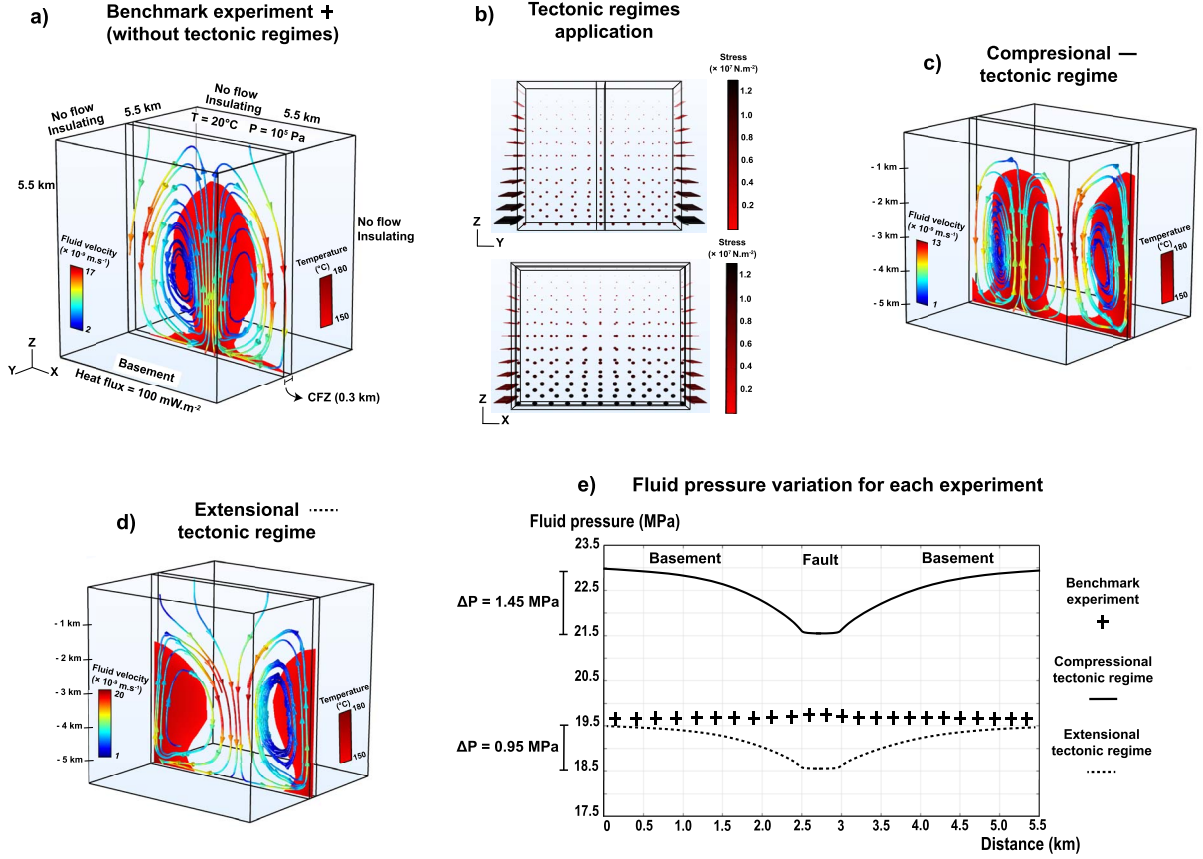 a)
Benchmark experiment +
(without tectonic regimes)
No flow
Insulating
5.5 km
No flow
Insulating
5.5 km
T = 20°C P = 10⁵ Pa
5.5 km
No flow
Insulating
Fluid velocity
(× 10⁻⁹ m.s⁻¹)
17
2
Temperature
(°C)
180
150
Z
Y
X
Basement
Heat flux = 100 mW.m⁻²
CFZ (0.3 km)
b)
Tectonic regimes
application
Stress
(× 10⁷ N.m⁻²)
1.2
1.0
0.8
0.6
0.4
0.2
Z
Y
Stress
(× 10⁷ N.m⁻²)
1.2
1.0
0.8
0.6
0.4
0.2
Z
X
c)
Compresional —
tectonic regime
- 1 km
- 2 km
- 3 km
- 4 km
- 5 km
Fluid velocity
(× 10⁻⁹ m.s⁻¹)
13
1
Temperature
(°C)
180
150
d)
Extensional ······
tectonic regime
- 1 km
- 2 km
- 3 km
- 4 km
- 5 km
Fluid velocity
(× 10⁻⁹ m.s⁻¹)
20
1
Temperature
(°C)
180
150
e)
Fluid pressure variation for each experiment
Fluid pressure (MPa)
23.5
22.5
21.5
20.5
19.5
18.5
17.5
Basement
Fault
Basement
ΔP = 1.45 MPa
ΔP = 0.95 MPa
0 0.5 1.0 1.5 2.0 2.5 3 3.5 4.0 4.5 5.0 5.5
Distance (km)
Benchmark
experiment
+
Compressional
tectonic regime
Extensional
tectonic regime